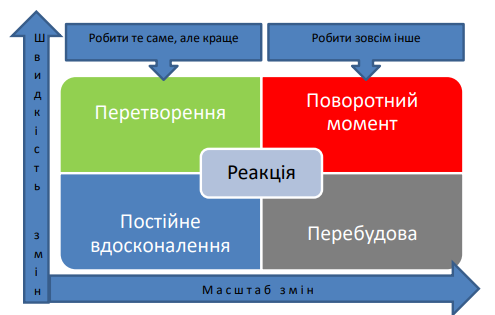 Робити те саме, але краще
Робити зовсім інше
Швидкість змін
Перетворення
Поворотний
момент
Реакція
Постійне
вдосконалення
Перебудова
Масштаб змін